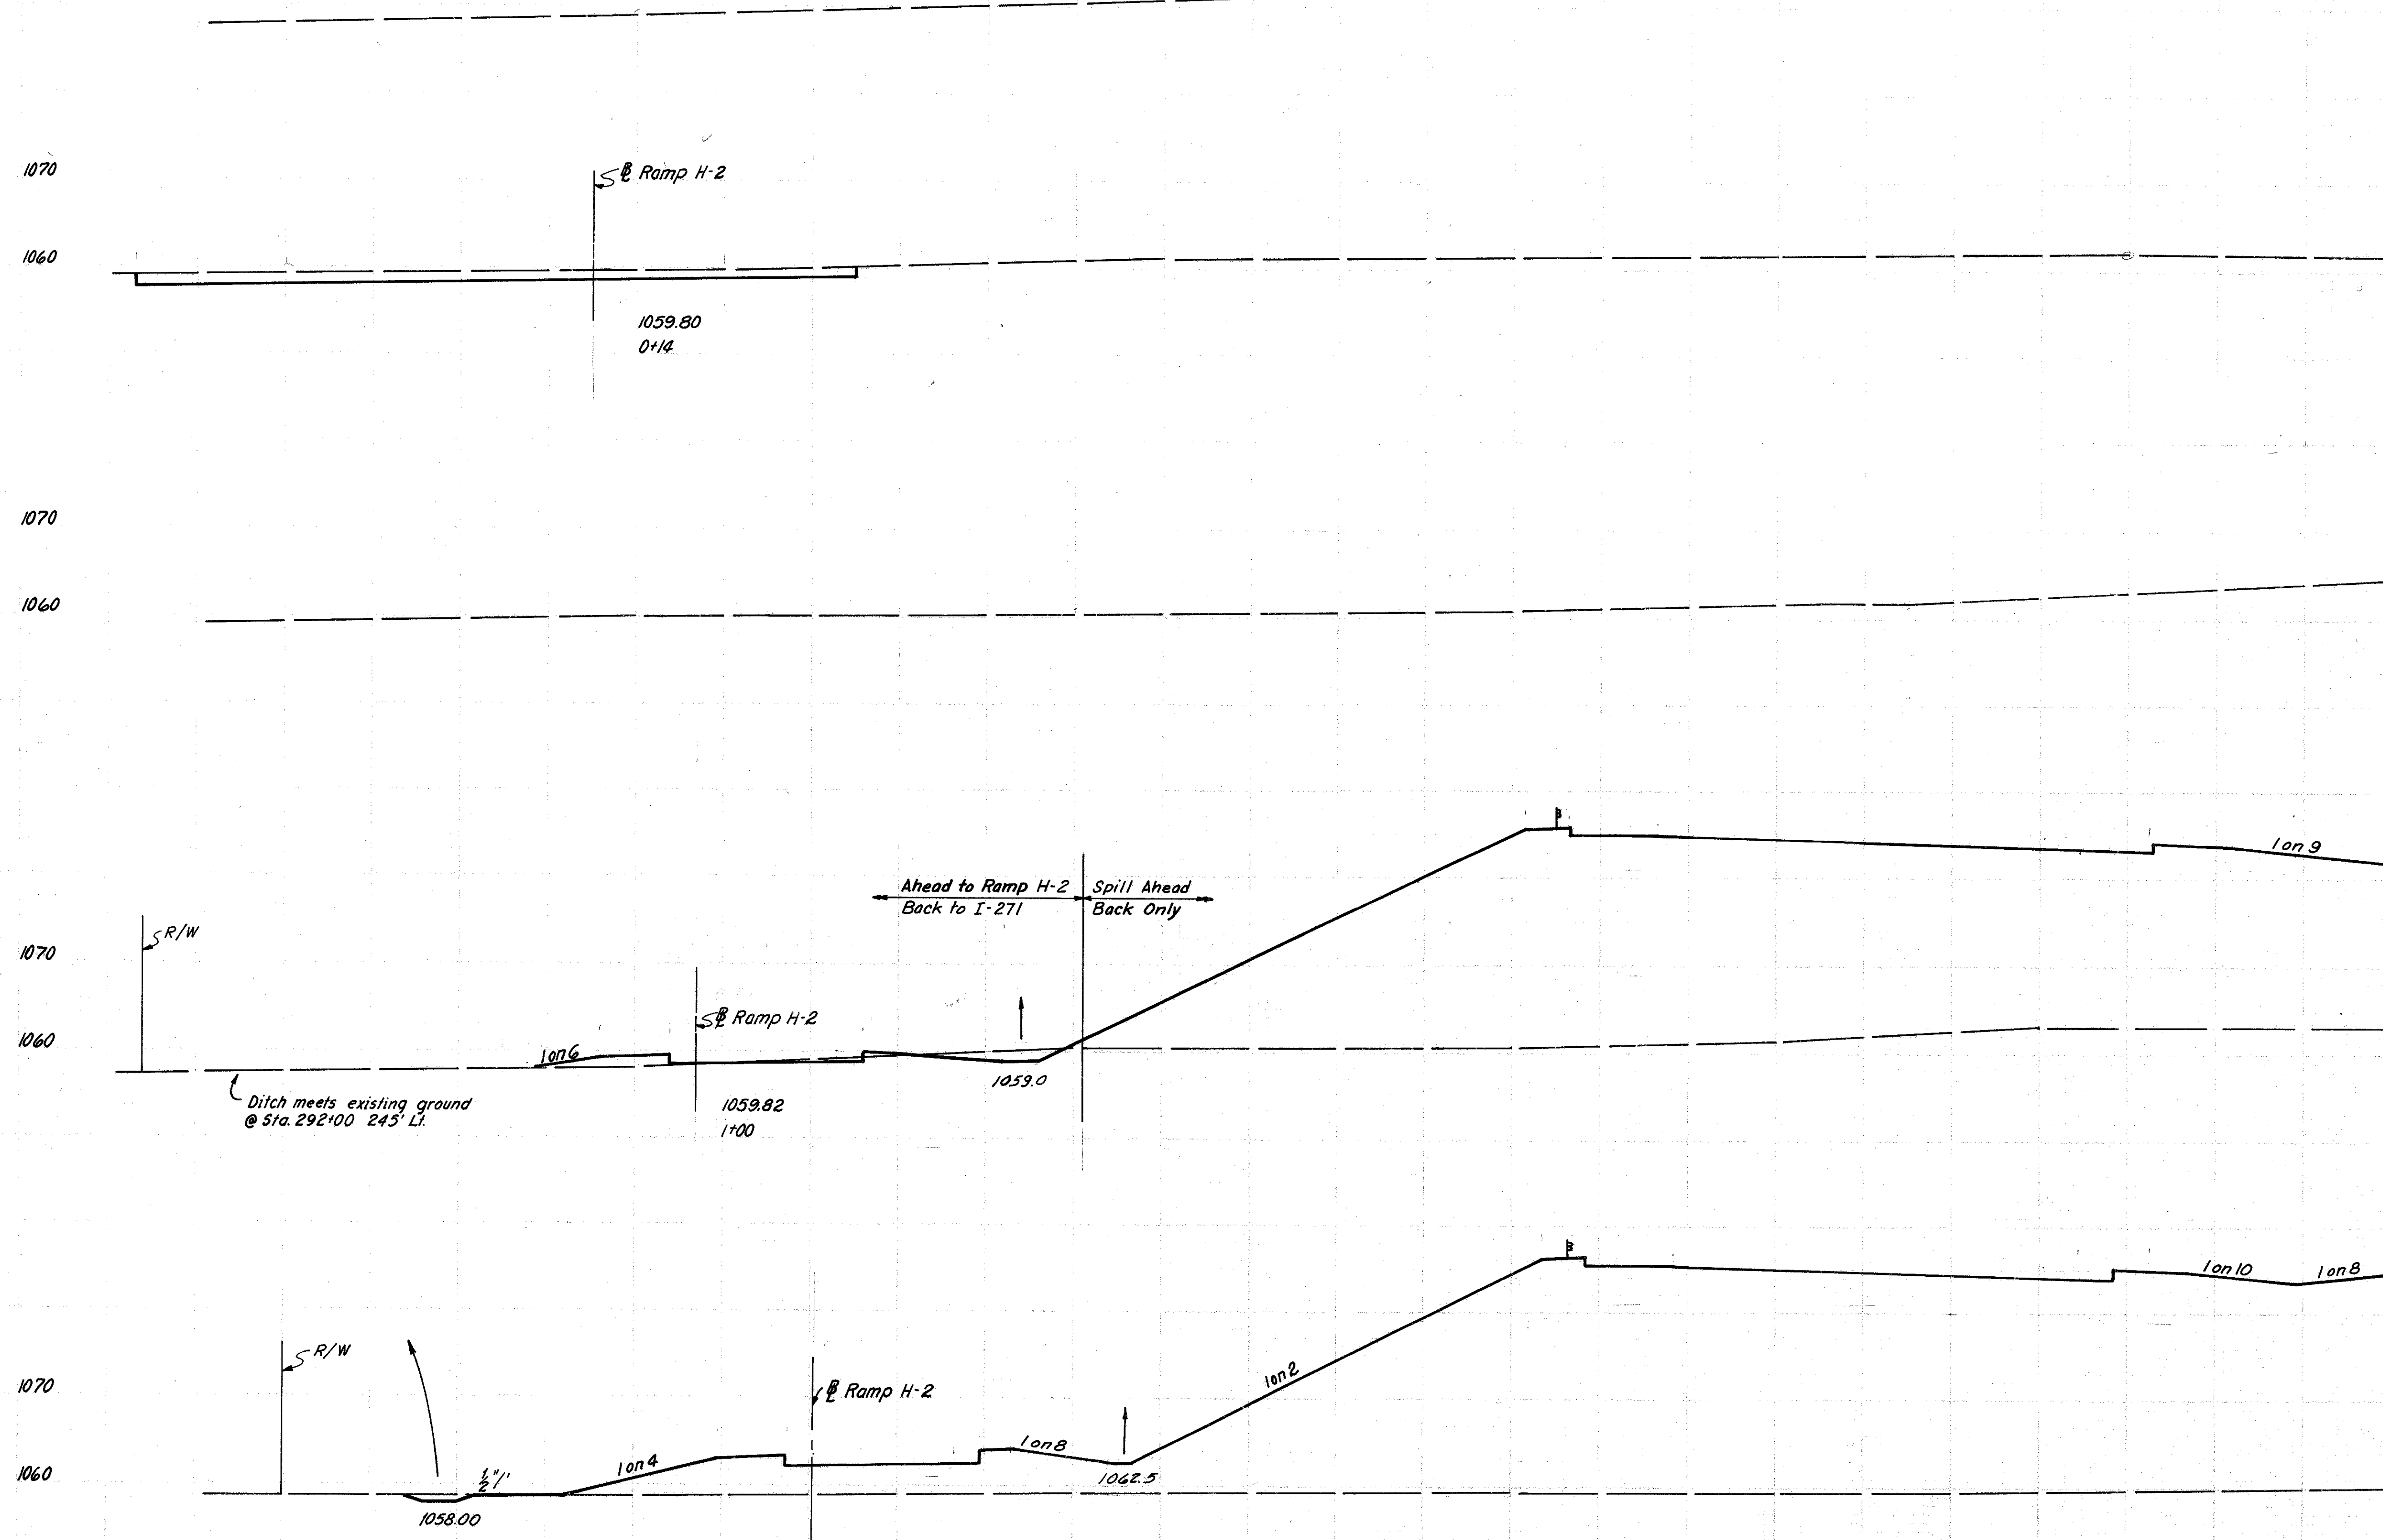 1070
℄ Ramp H-2
1060
1059.80
0+14
1070
1060
1 on 9
Ahead to Ramp H-2
Back to I-271
Spill Ahead
Back Only
R/W
1070
℄ Ramp H-2
1060
1 on 6
1059.0
Ditch meets existing ground
@ Sta. 292+00 245' Lt.
1059.82
1+00
1 on 10
1 on 8
R/W
1 on 2
1070
℄ Ramp H-2
1 on 8
1 on 4
1060
1/2"/'
1062.5
1058.00